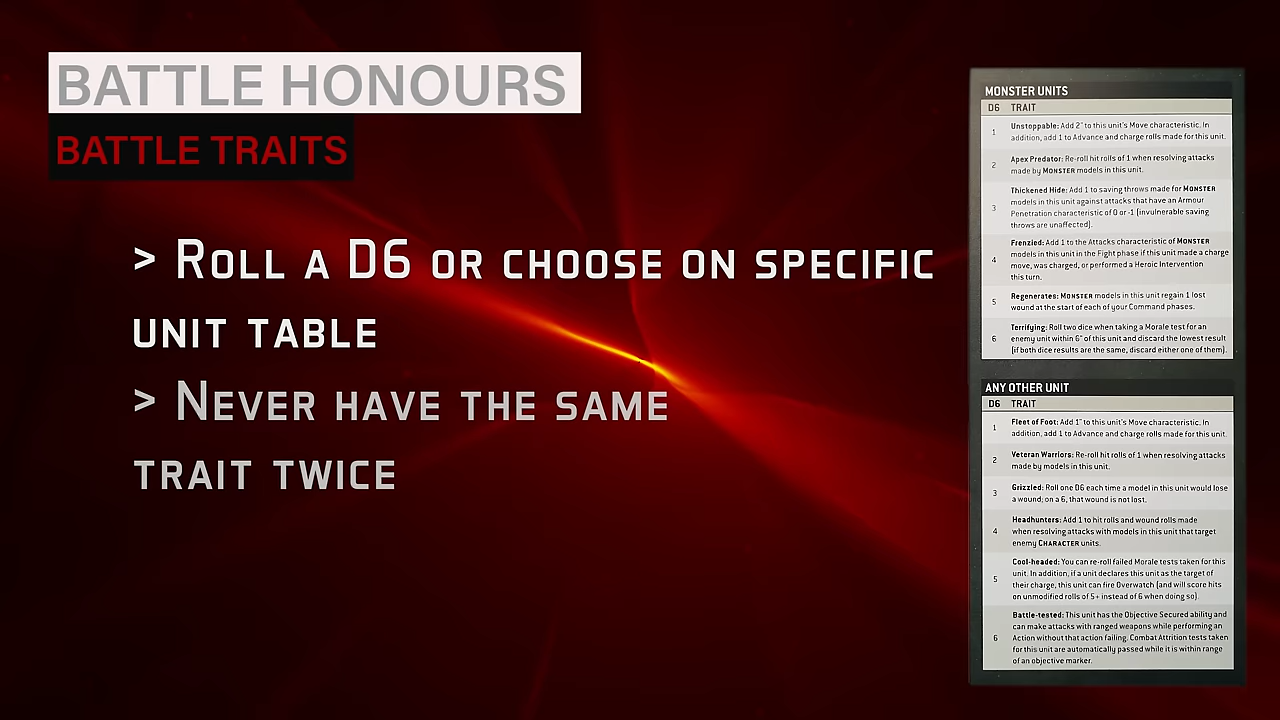 BATTLE HONOURS
BATTLE TRAITS
> Roll a D6 or choose on specific
unit table
> Never have the same
trait twice
MONSTER UNITS
D6 TRAIT
1 Unstoppable: Add 2" to this unit's Move characteristic. In
addition, add 1 to Advance and charge rolls made for this unit.
2 Apex Predator: Re-roll hit rolls of 1 when resolving attacks
made by MONSTER models in this unit.
3 Thickened Hide: Add 1 to saving throws made for MONSTER
models in this unit against attacks that have an Armour
Penetration characteristic of 0 or -1 (invulnerable saving
throws are unaffected).
4 Frenzied: Add 1 to the Attacks characteristic of MONSTER
models in this unit in the Fight phase if this unit made a charge
move, was charged, or performed a Heroic Intervention
this turn.
5 Regenerates: MONSTER models in this unit regain 1 lost
wound at the start of each of your Command phases.
6 Terrifying: Roll two dice when taking a Morale test for an
enemy unit within 6" of this unit and discard the lowest result
(if both dice results are the same, discard either one of them).
ANY OTHER UNIT
D6 TRAIT
1 Fleet of Foot: Add 1" to this unit's Move characteristic. In
addition, add 1 to Advance and charge rolls made for this unit.
2 Veteran Warriors: Re-roll hit rolls of 1 when resolving attacks
made by models in this unit.
3 Grizzled: Roll one D6 each time a model in this unit would lose
a wound; on a 6, that wound is not lost.
4 Headhunters: Add 1 to hit rolls and wound rolls made
when resolving attacks with models in this unit that target
enemy CHARACTER units.
5 Cool-headed: You can re-roll failed Morale tests taken for this
unit. In addition, if a unit declares this unit as the target of
their charge, this unit can fire Overwatch (and will score hits
on unmodified rolls of 5+ instead of 6 when doing so).
6 Battle-tested: This unit has the Objective Secured ability and
can make attacks with ranged weapons while performing an
Action without that action failing. Combat Attrition tests taken
for this unit are automatically passed while it is within range
of an objective marker.